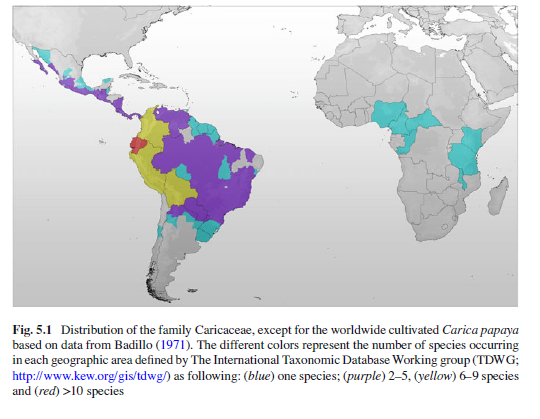 Fig. 5.1 Distribution of the family Caricaceae, except for the worldwide cultivated Carica papaya
based on data from Badillo (1971). The different colors represent the number of species occurring
in each geographic area defined by The International Taxonomic Database Working group (TDWG;
http://www.kew.org/gis/tdwg/) as following: (blue) one species; (purple) 2–5, (yellow) 6–9 species
and (red) >10 species